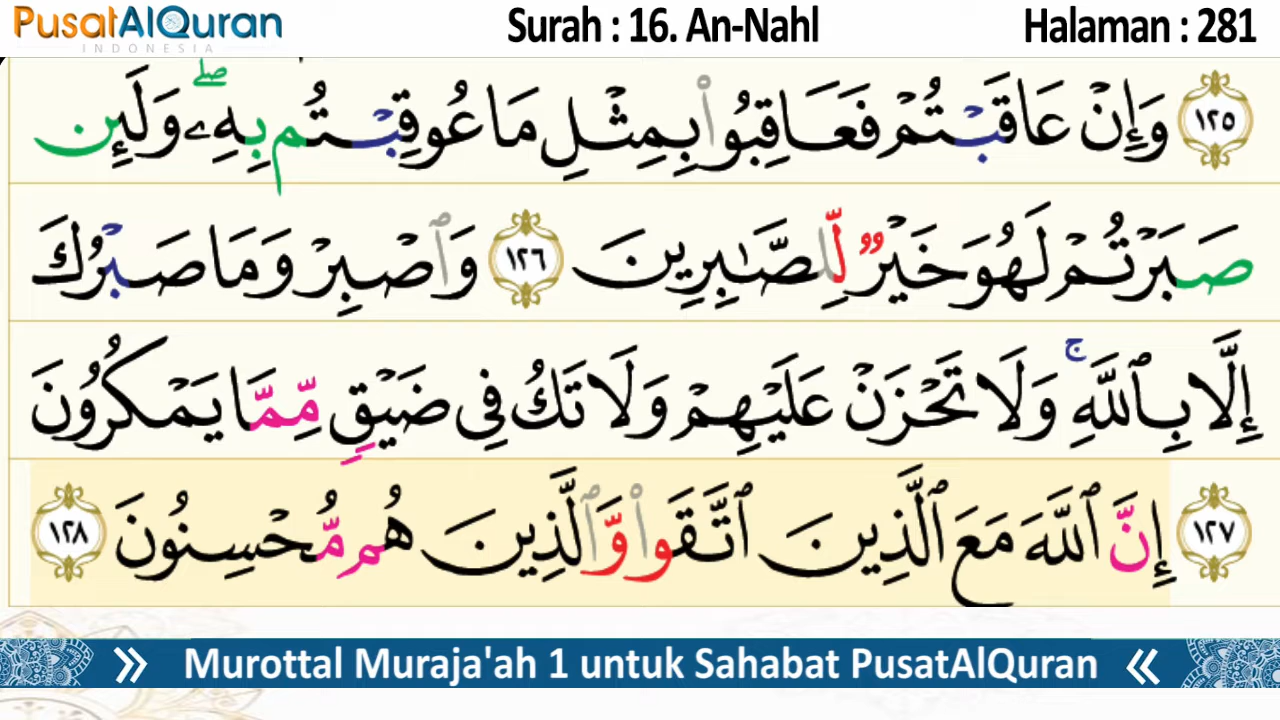 PusatAlQuran
INDONESIA
Surah : 16. An-Nahl
Halaman : 281
١٢٥ وَإِنْ عَاقَبْتُمْ فَعَاقِبُوا۟ بِمِثْلِ مَا عُوقِبْتُم بِهِۦ ۖ وَلَئِن
صَبَرْتُمْ لَهُوَ خَيْرٌ لِّلصَّـٰبِرِينَ ١٢٦ وَٱصْبِرْ وَمَا صَبْرُكَ
إِلَّا بِٱللَّهِ ۚ وَلَا تَحْزَنْ عَلَيْهِمْ وَلَا تَكُ فِى ضَيْقٍ مِّمَّا يَمْكُرُونَ
١٢٧ إِنَّ ٱللَّهَ مَعَ ٱلَّذِينَ ٱتَّقَوا۟ وَّٱلَّذِينَ هُم مُّحْسِنُونَ ١٢٨
» Murottal Muraja'ah 1 untuk Sahabat PusatAlQuran «